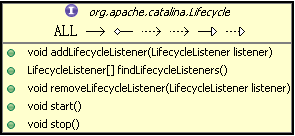 I org.apache.catalina.Lifecycle
ALL
void addLifecycleListener(LifecycleListener listener)
LifecycleListener[] findLifecycleListeners()
void removeLifecycleListener(LifecycleListener listener)
void start()
void stop()